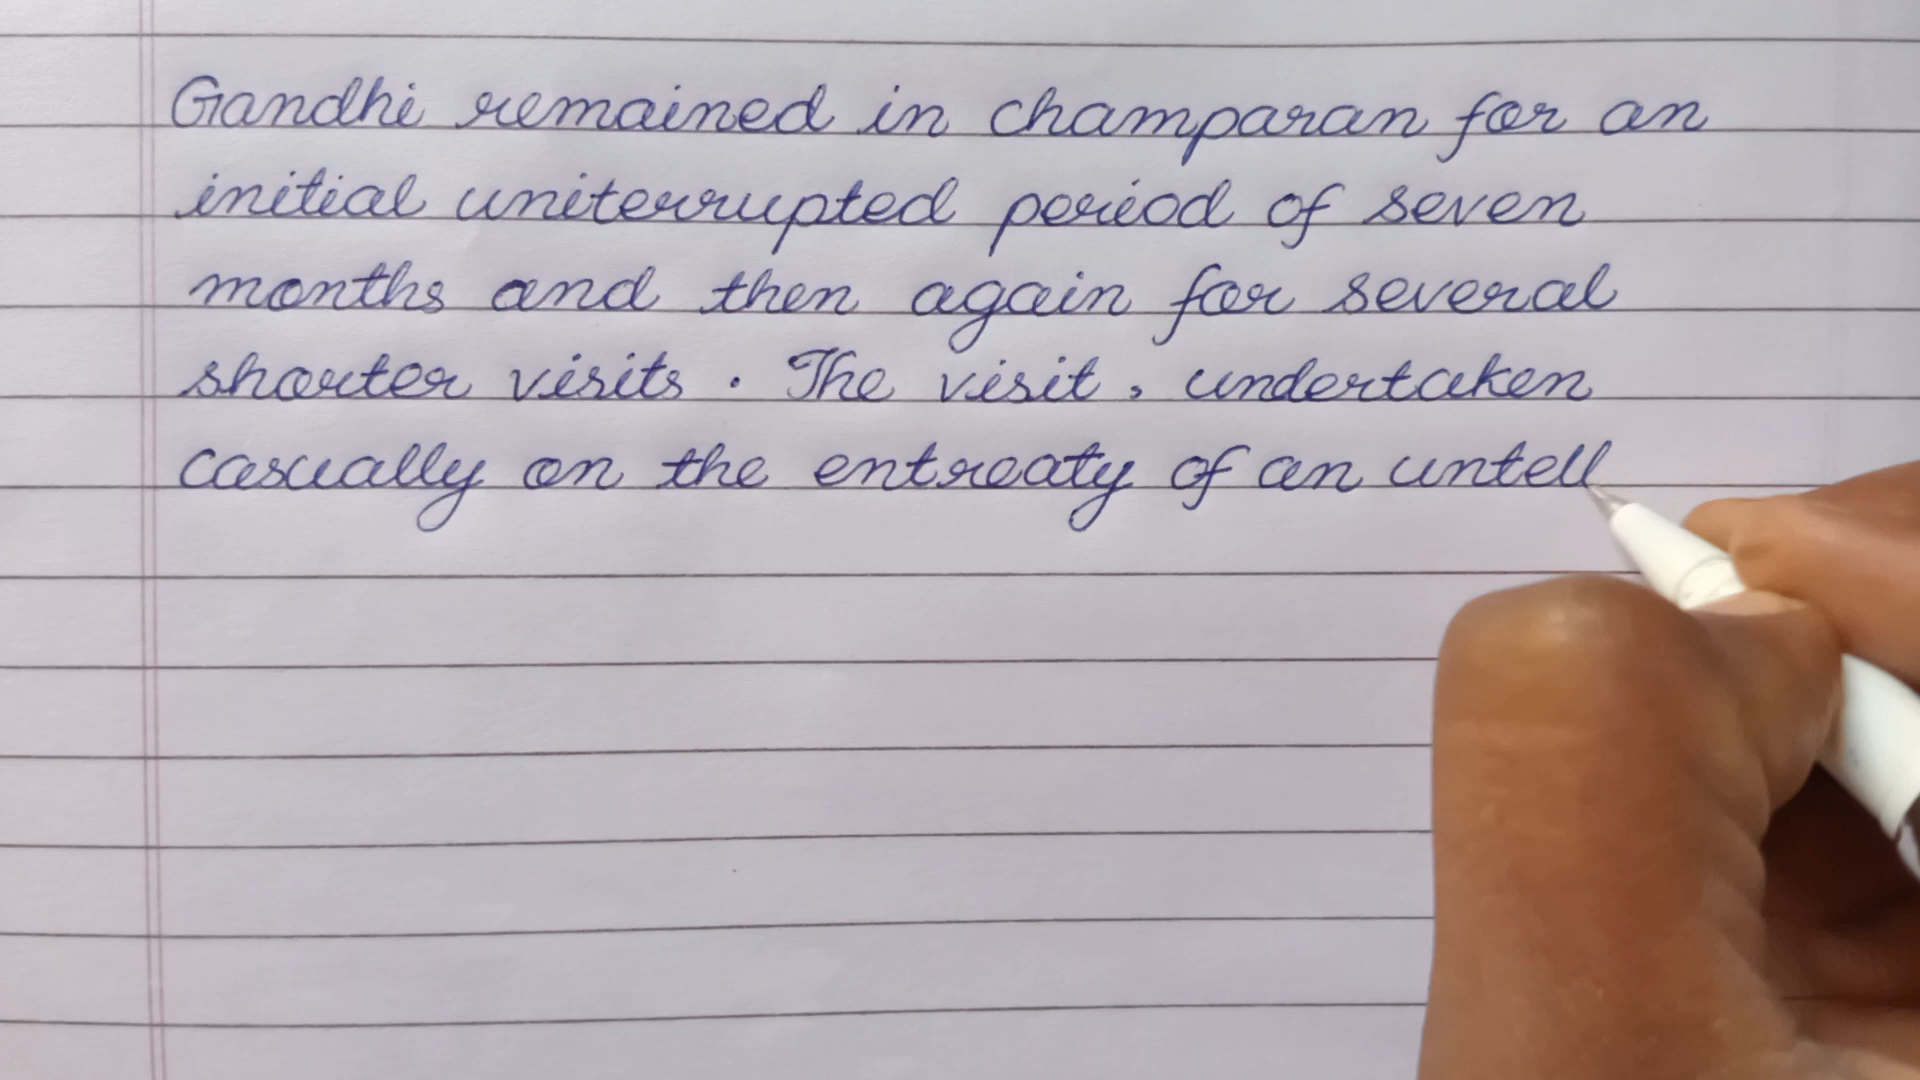 Gandhi remained in champaran for an
initial uniterrupted period of seven
months and then again for several
shorter visits . The visit , undertaken
casually on the entreaty of an untell